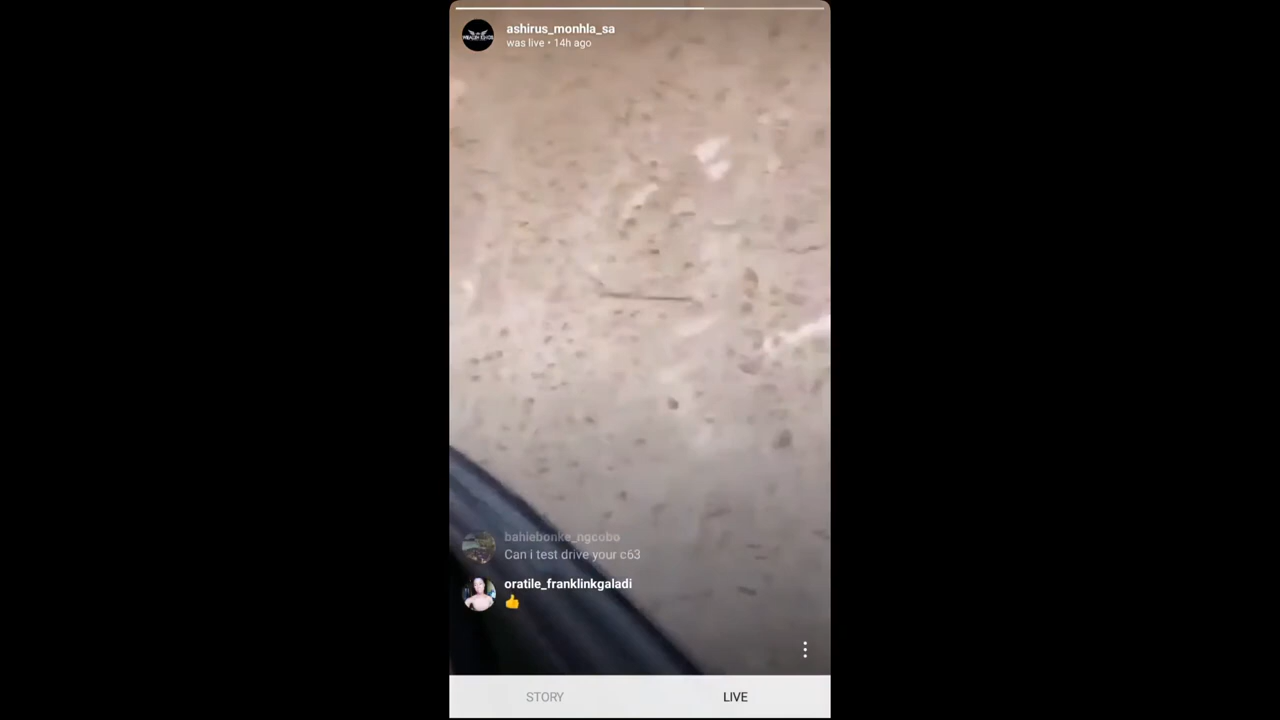 ashirus_monhla_sa
was live • 14h ago
bahlebonke_ngcobo
Can i test drive your c63
oratile_franklinkgaladi
👍
STORY
LIVE